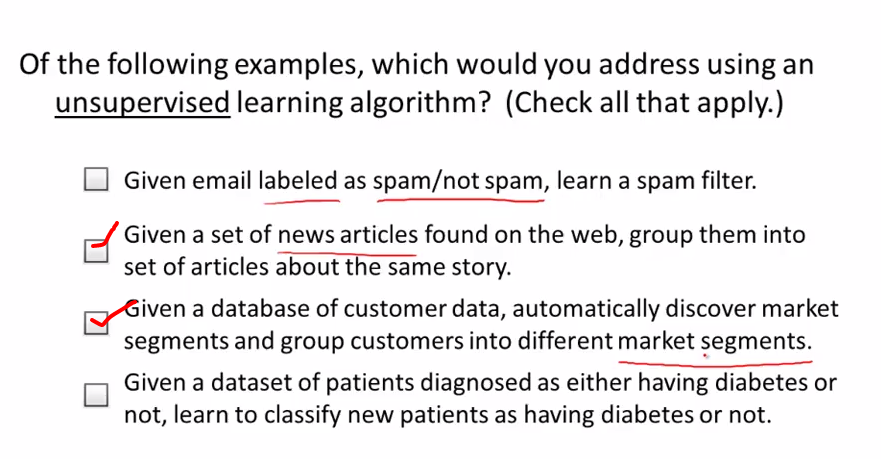 Of the following examples, which would you address using an
unsupervised learning algorithm? (Check all that apply.)
Given email labeled as spam/not spam, learn a spam filter.
Given a set of news articles found on the web, group them into
set of articles about the same story.
Given a database of customer data, automatically discover market
segments and group customers into different market segments.
Given a dataset of patients diagnosed as either having diabetes or
not, learn to classify new patients as having diabetes or not.